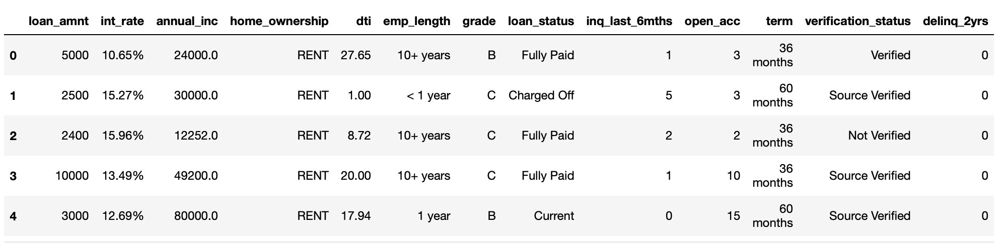 loan_amnt int_rate annual_inc home_ownership dti emp_length grade loan_status inq_last_6mths open_acc term verification_status delinq_2yrs
0 5000 10.65% 24000.0 RENT 27.65 10+ years B Fully Paid 1 3 36 months Verified 0
1 2500 15.27% 30000.0 RENT 1.00 < 1 year C Charged Off 5 3 60 months Source Verified 0
2 2400 15.96% 12252.0 RENT 8.72 10+ years C Fully Paid 2 2 36 months Not Verified 0
3 10000 13.49% 49200.0 RENT 20.00 10+ years C Fully Paid 1 10 36 months Source Verified 0
4 3000 12.69% 80000.0 RENT 17.94 1 year B Current 0 15 60 months Source Verified 0